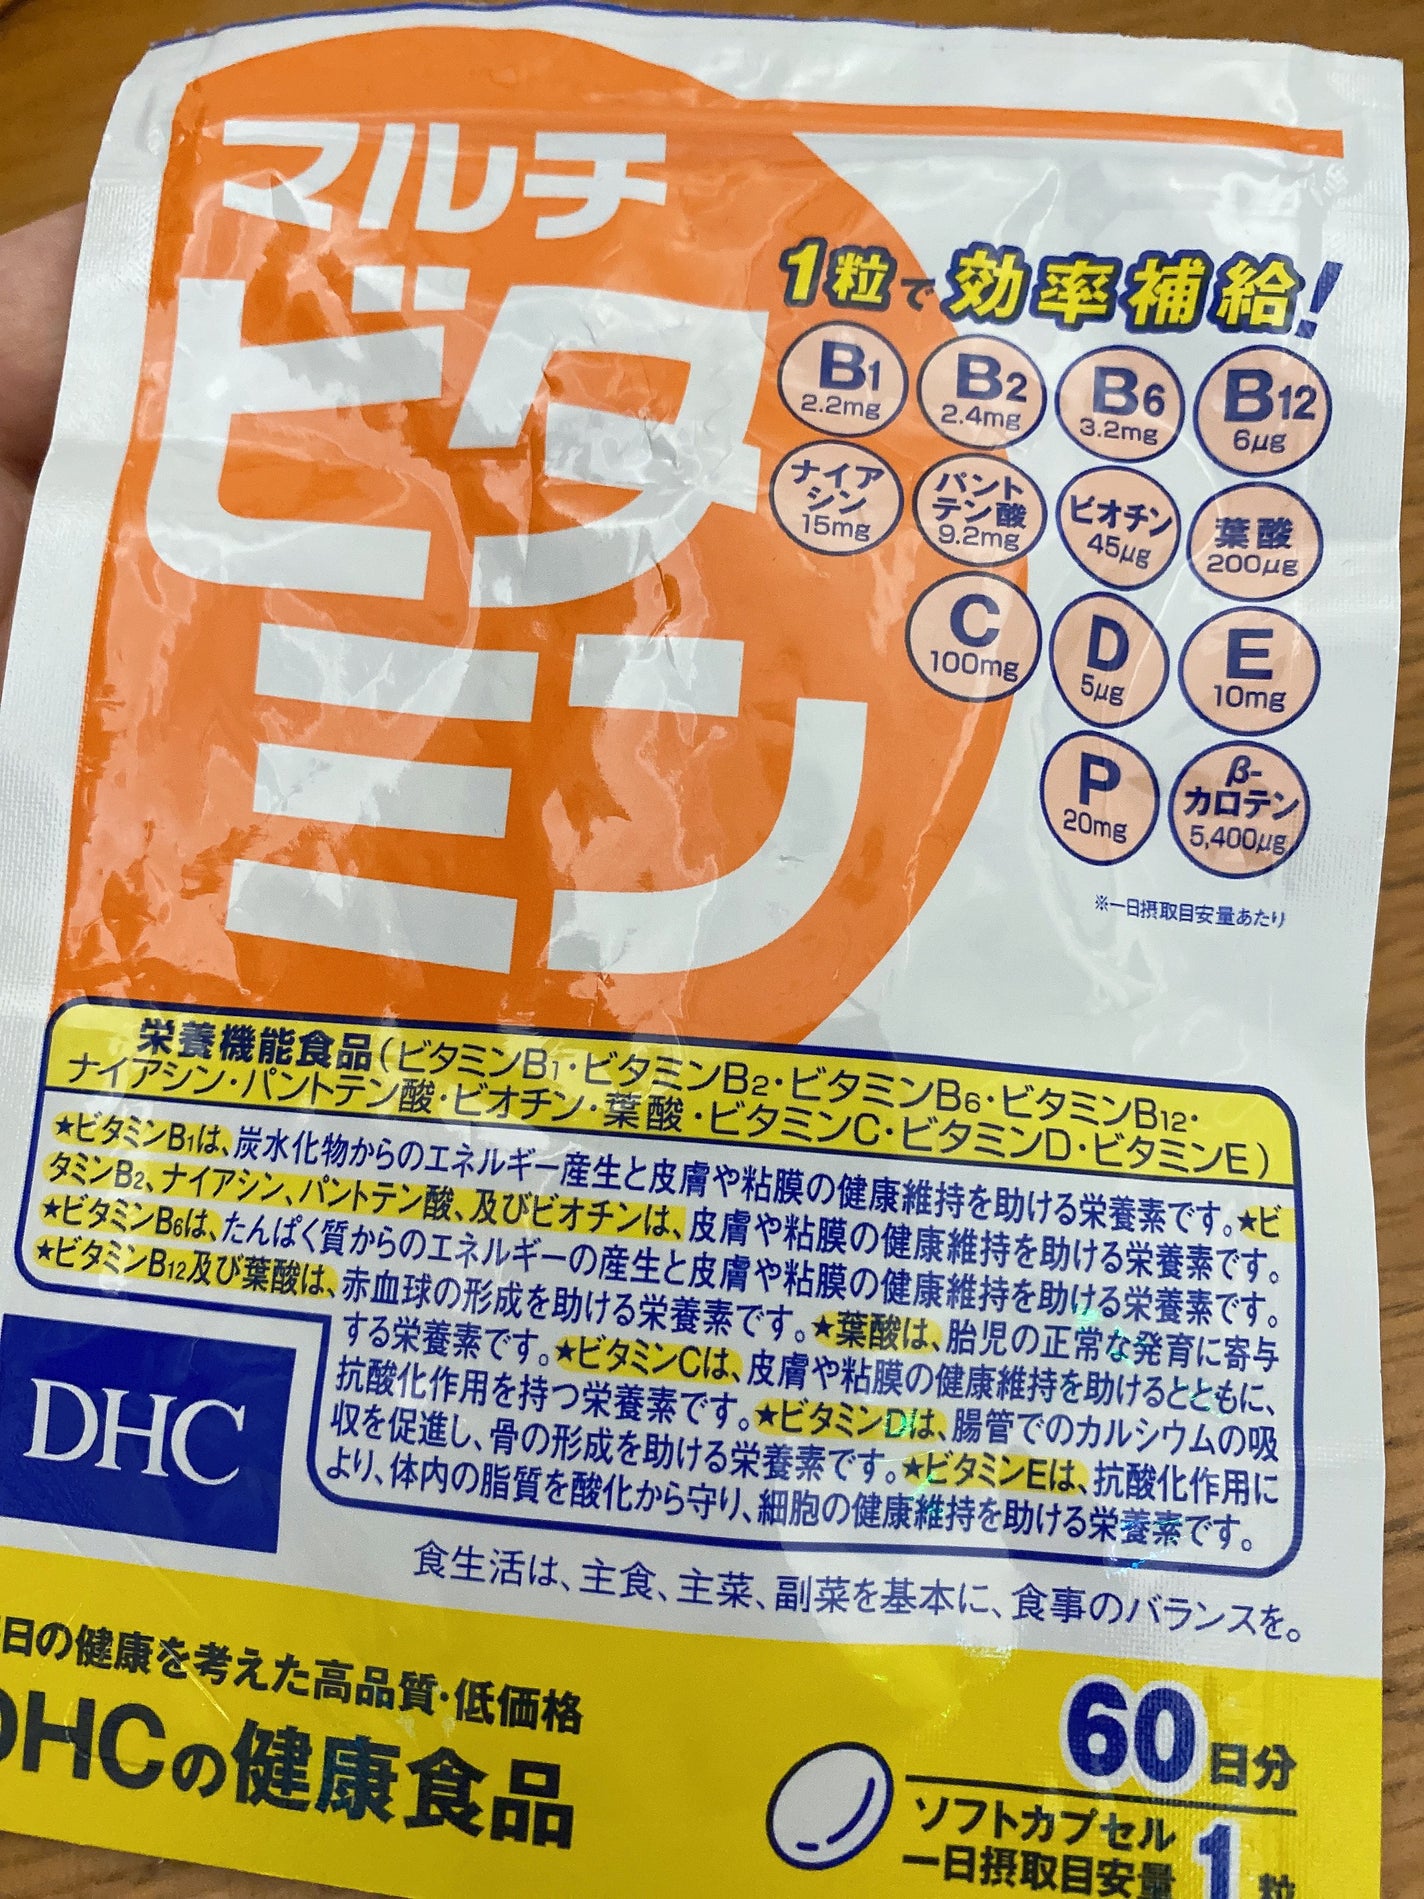 マルチ
ビタ
ミン
1粒で効率補給!
B1 2.2mg
B2 2.4mg
B6 3.2mg
B12 6μg
ナイアシン 15mg
パントテン酸 9.2mg
ビオチン 45μg
葉酸 200μg
C 100mg
D 5μg
E 10mg
P 20mg
β-カロテン 5,400μg
※一日摂取目安量あたり
栄養機能食品(ビタミンB1・ビタミンB2・ビタミンB6・ビタミンB12・
ナイアシン・パントテン酸・ビオチン・葉酸・ビタミンC・ビタミンD・ビタミンE)
★ビタミンB1は、炭水化物からのエネルギー産生と皮膚や粘膜の健康維持を助ける栄養素です。★ビ
タミンB2、ナイアシン、パントテン酸、及びビオチンは、皮膚や粘膜の健康維持を助ける栄養素です。
★ビタミンB6は、たんぱく質からのエネルギーの産生と皮膚や粘膜の健康維持を助ける栄養素です。
★ビタミンB12及び葉酸は、赤血球の形成を助ける栄養素です。★葉酸は、胎児の正常な発育に寄与
する栄養素です。★ビタミンCは、皮膚や粘膜の健康維持を助けるとともに、
抗酸化作用を持つ栄養素です。★ビタミンDは、腸管でのカルシウムの吸
収を促進し、骨の形成を助ける栄養素です。★ビタミンEは、抗酸化作用に
より、体内の脂質を酸化から守り、細胞の健康維持を助ける栄養素です。
DHC
食生活は、主食、主菜、副菜を基本に、食事のバランスを。
日の健康を考えた高品質・低価格
DHCの健康食品
60日分
ソフトカプセル
一日摂取目安量1粒